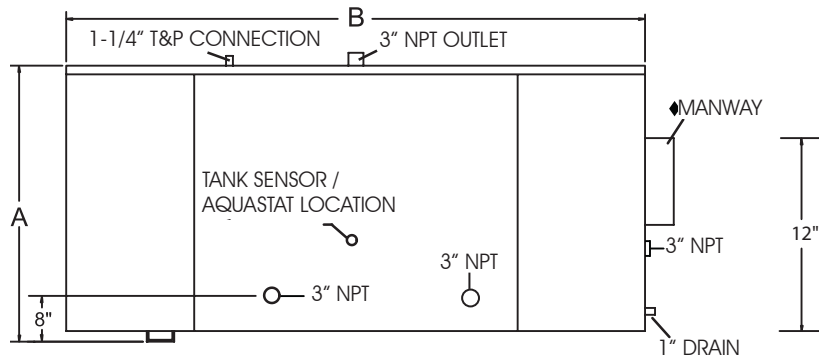 B
1-1/4" T&P CONNECTION
3" NPT OUTLET
♦MANWAY
TANK SENSOR /
AQUASTAT LOCATION
A
12"
3" NPT
3" NPT
3" NPT
8"
1" DRAIN